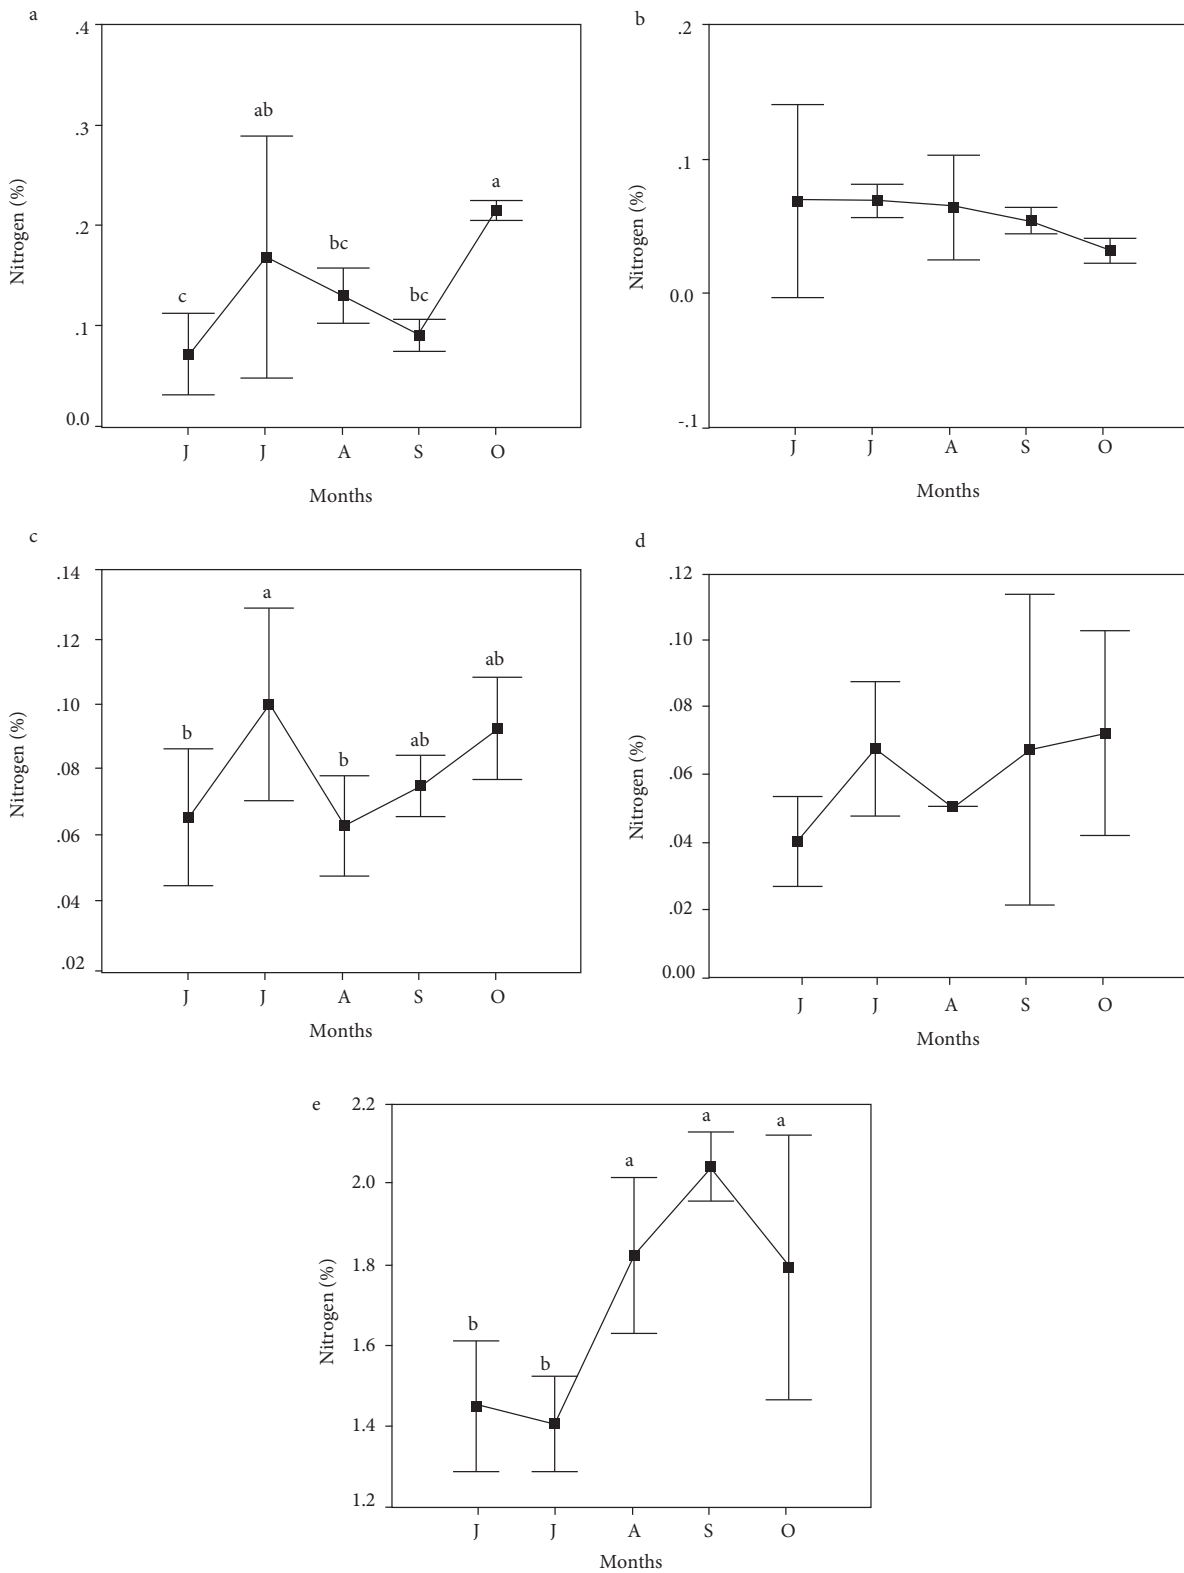 a
.4
.3
.2
.1
0.0
Nitrogen (%)
c
ab
bc
bc
a
J J A S O
Months
b
.2
.1
0.0
-.1
Nitrogen (%)
J J A S O
Months
c
.14
.12
.10
.08
.06
.04
.02
Nitrogen (%)
b
a
b
ab
ab
J J A S O
Months
d
.12
.10
.08
.06
.04
.02
0.00
Nitrogen (%)
J J A S O
Months
e
2.2
2.0
1.8
1.6
1.4
1.2
Nitrogen (%)
b
b
a
a
a
J J A S O
Months